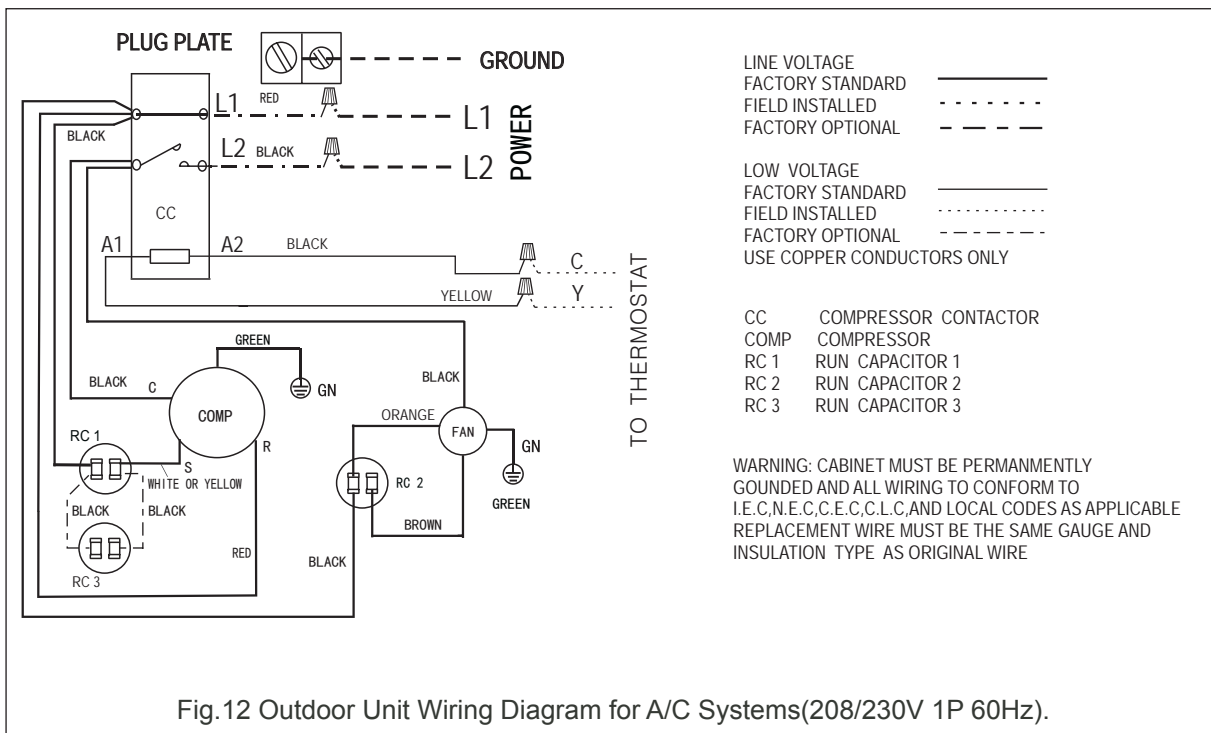 PLUG PLATE
GROUND
L1
RED
L1
BLACK
L2
BLACK
L2
POWER
CC
A1
A2
BLACK
C
YELLOW
Y
TO THERMOSTAT
GREEN
GN
BLACK
C
COMP
BLACK
ORANGE
FAN
GN
GREEN
RC 1
R
S
WHITE OR YELLOW
RC 2
BLACK
BLACK
BROWN
RED
BLACK
RC 3
LINE VOLTAGE
FACTORY STANDARD
FIELD INSTALLED
FACTORY OPTIONAL
LOW VOLTAGE
FACTORY STANDARD
FIELD INSTALLED
FACTORY OPTIONAL
USE COPPER CONDUCTORS ONLY
CC COMPRESSOR CONTACTOR
COMP COMPRESSOR
RC 1 RUN CAPACITOR 1
RC 2 RUN CAPACITOR 2
RC 3 RUN CAPACITOR 3
WARNING: CABINET MUST BE PERMANMENTLY
GOUNDED AND ALL WIRING TO CONFORM TO
I.E.C,N.E.C,C.E.C,C.L.C,AND LOCAL CODES AS APPLICABLE
REPLACEMENT WIRE MUST BE THE SAME GAUGE AND
INSULATION TYPE AS ORIGINAL WIRE
Fig.12 Outdoor Unit Wiring Diagram for A/C Systems(208/230V 1P 60Hz).